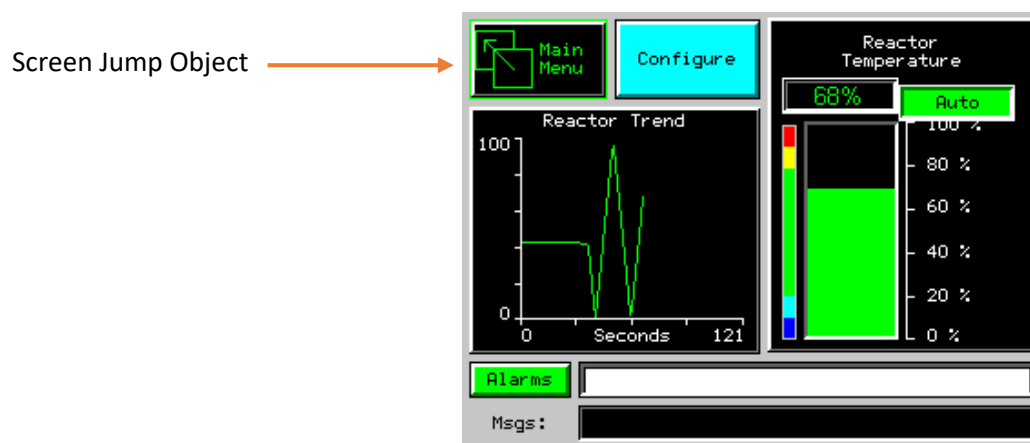 Screen Jump Object
Main
Menu
Configure
Reactor
Temperature
68%
Auto
Reactor Trend
100
0
0
Seconds
121
100 %
80 %
60 %
40 %
20 %
0 %
Alarms
Msgs: